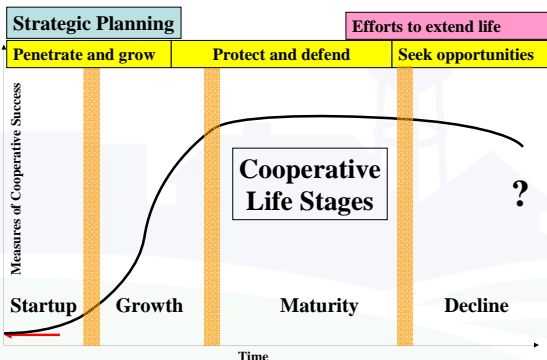 Strategic Planning
Efforts to extend life
Penetrate and grow
Protect and defend
Seek opportunities
Measures of Cooperative Success
Cooperative
Life Stages
?
Startup
Growth
Maturity
Decline
Time